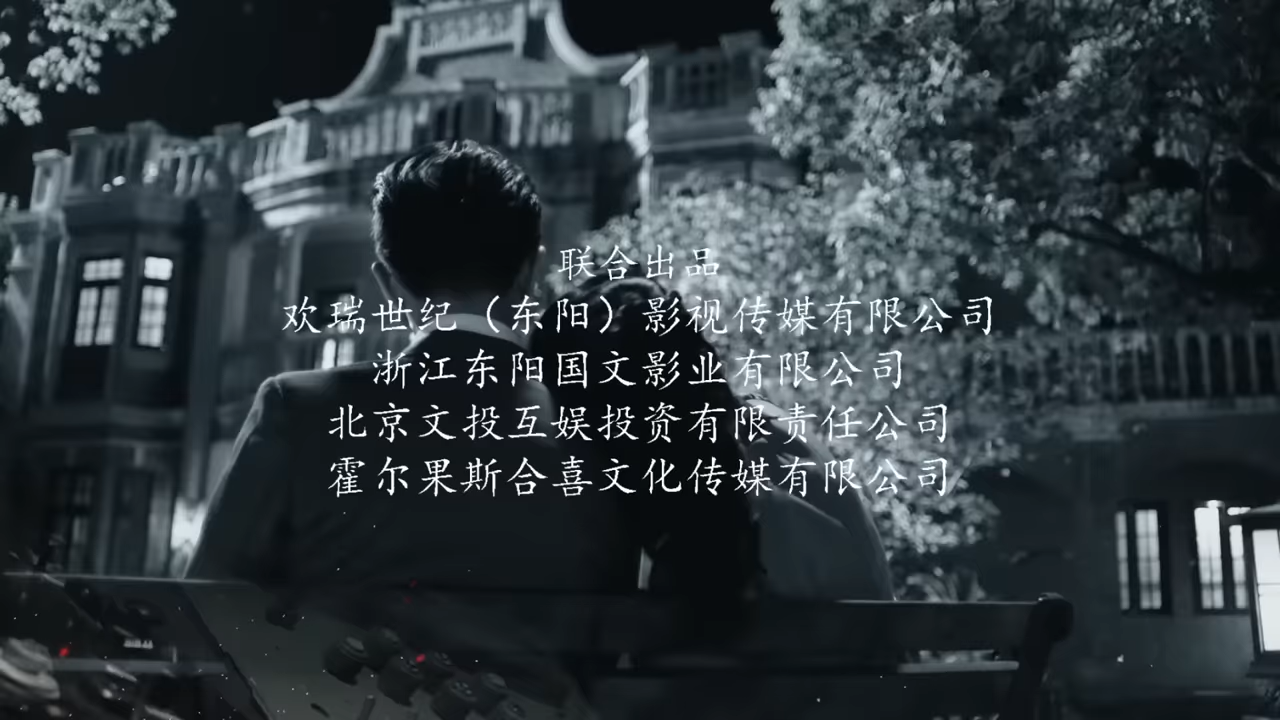 联合出品
欢瑞世纪（东阳）影视传媒有限公司
浙江东阳国文影业有限公司
北京文投互娱投资有限责任公司
霍尔果斯合喜文化传媒有限公司